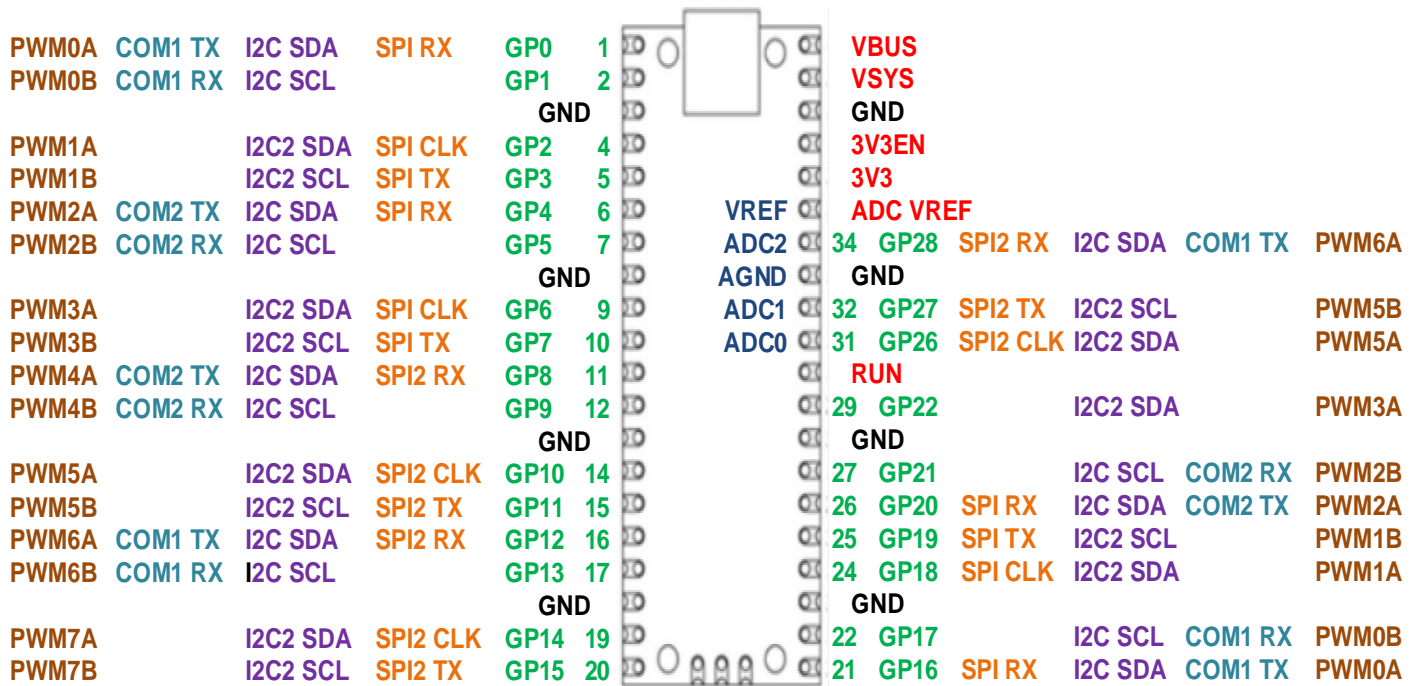 PWM0A COM1 TX I2C SDA SPI RX GP0 1 VBUS
PWM0B COM1 RX I2C SCL GP1 2 VSYS
GND GND
PWM1A I2C2 SDA SPI CLK GP2 4 3V3EN
PWM1B I2C2 SCL SPI TX GP3 5 3V3
PWM2A COM2 TX I2C SDA SPI RX GP4 6 VREF ADC VREF
PWM2B COM2 RX I2C SCL GP5 7 ADC2 34 GP28 SPI2 RX I2C SDA COM1 TX PWM6A
GND AGND GND
PWM3A I2C2 SDA SPI CLK GP6 9 ADC1 32 GP27 SPI2 TX I2C2 SCL PWM5B
PWM3B I2C2 SCL SPI TX GP7 10 ADC0 31 GP26 SPI2 CLK I2C2 SDA PWM5A
PWM4A COM2 TX I2C SDA SPI2 RX GP8 11 RUN
PWM4B COM2 RX I2C SCL GP9 12 29 GP22 I2C2 SDA PWM3A
GND GND
PWM5A I2C2 SDA SPI2 CLK GP10 14 27 GP21 I2C SCL COM2 RX PWM2B
PWM5B I2C2 SCL SPI2 TX GP11 15 26 GP20 SPI RX I2C SDA COM2 TX PWM2A
PWM6A COM1 TX I2C SDA SPI2 RX GP12 16 25 GP19 SPI TX I2C2 SCL PWM1B
PWM6B COM1 RX I2C SCL GP13 17 24 GP18 SPI CLK I2C2 SDA PWM1A
GND GND
PWM7A I2C2 SDA SPI2 CLK GP14 19 22 GP17 I2C SCL COM1 RX PWM0B
PWM7B I2C2 SCL SPI2 TX GP15 20 21 GP16 SPI RX I2C SDA COM1 TX PWM0A